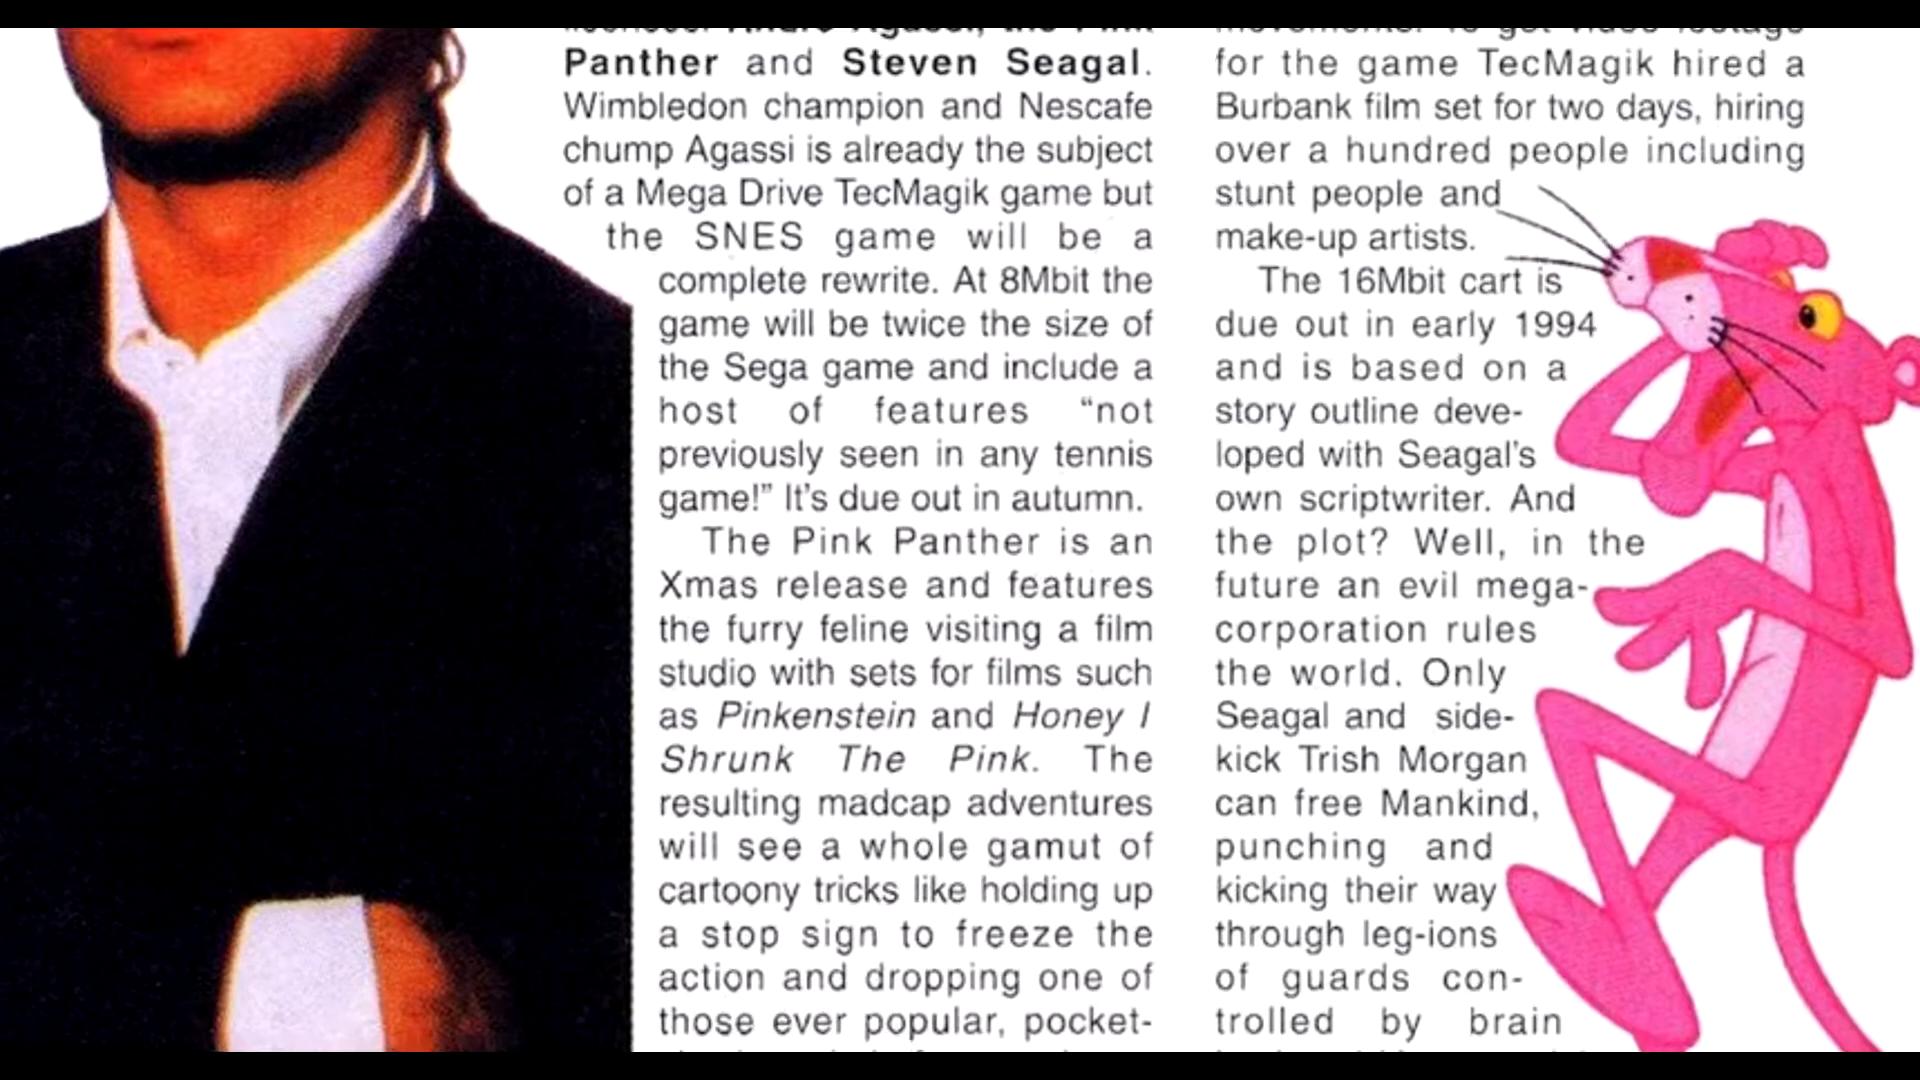 licensees: André Agassi, the Pink
Panther and Steven Seagal.
Wimbledon champion and Nescafe
chump Agassi is already the subject
of a Mega Drive TecMagik game but
the SNES game will be a
complete rewrite. At 8Mbit the
game will be twice the size of
the Sega game and include a
host of features “not
previously seen in any tennis
game!” It’s due out in autumn.
The Pink Panther is an
Xmas release and features
the furry feline visiting a film
studio with sets for films such
as Pinkenstein and Honey I
Shrunk The Pink. The
resulting madcap adventures
will see a whole gamut of
cartoony tricks like holding up
a stop sign to freeze the
action and dropping one of
those ever popular, pocket-
movements. To get video footage
for the game TecMagik hired a
Burbank film set for two days, hiring
over a hundred people including
stunt people and
make-up artists.
The 16Mbit cart is
due out in early 1994
and is based on a
story outline deve-
loped with Seagal’s
own scriptwriter. And
the plot? Well, in the
future an evil mega-
corporation rules
the world. Only
Seagal and side-
kick Trish Morgan
can free Mankind,
punching and
kicking their way
through leg-ions
of guards con-
trolled by brain